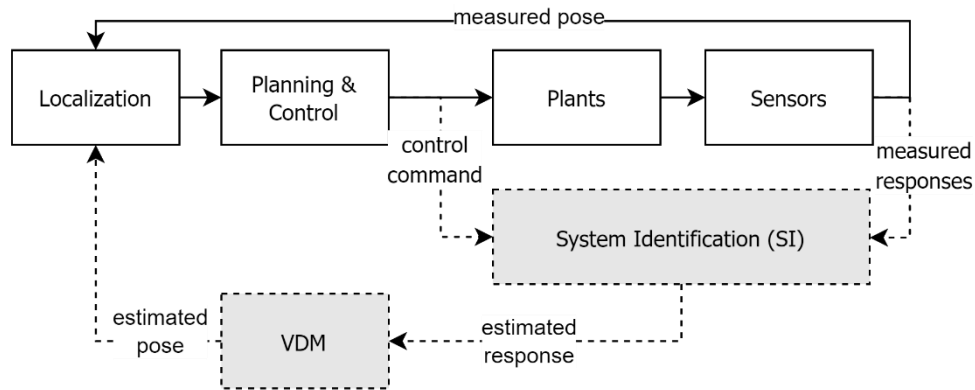 measured pose
Localization
Planning &
Control
Plants
Sensors
control
command
measured
responses
System Identification (SI)
estimated
pose
VDM
estimated
response